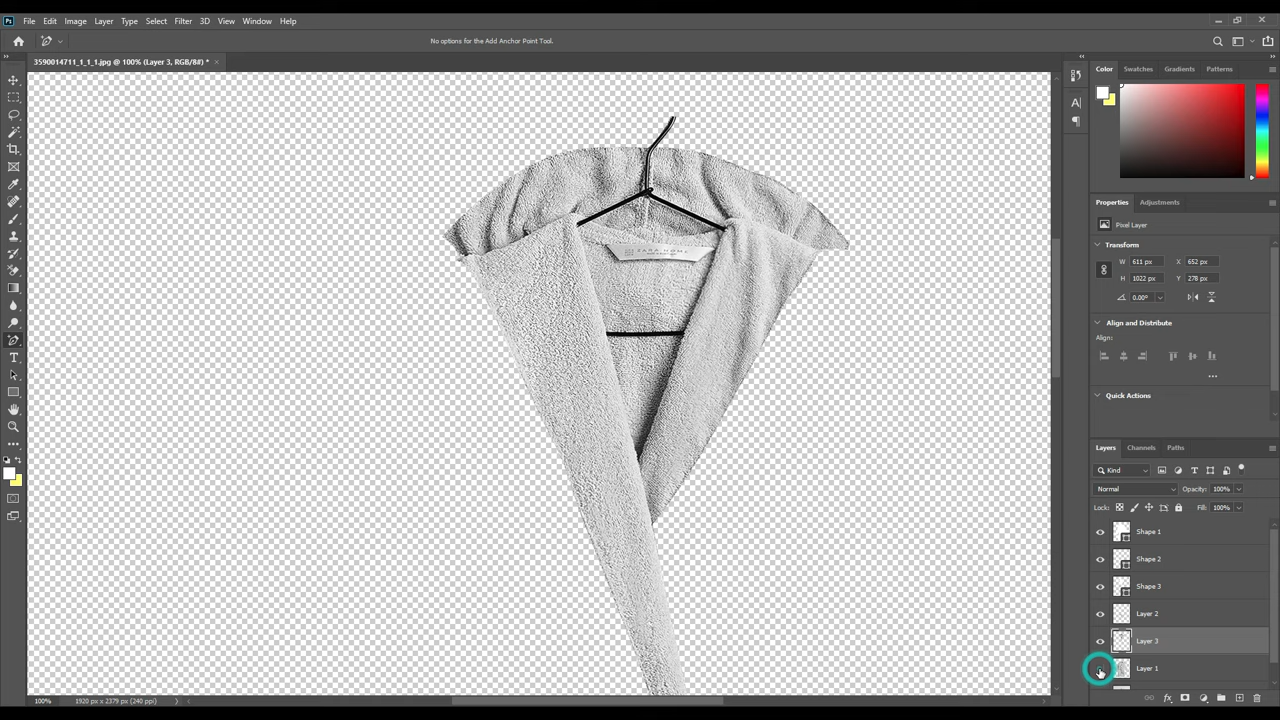 File Edit Image Layer Type Select Filter 3D View Window Help
No options for the Add Anchor Point Tool.
3590014711_1_1_1.jpg @ 100% (Layer 3, RGB/8#) *
Color Swatches Gradients Patterns
Properties Adjustments
Pixel Layer
Transform
W 611 px X 652 px
H 1022 px Y 278 px
0.00°
Align and Distribute
Align:
Quick Actions
Layers Channels Paths
Kind
Normal Opacity: 100%
Lock: Fill: 100%
Shape 1
Shape 2
Shape 3
Layer 2
Layer 3
Layer 1
100% 1920 px x 2379 px (240 ppi)
ZARA HOME